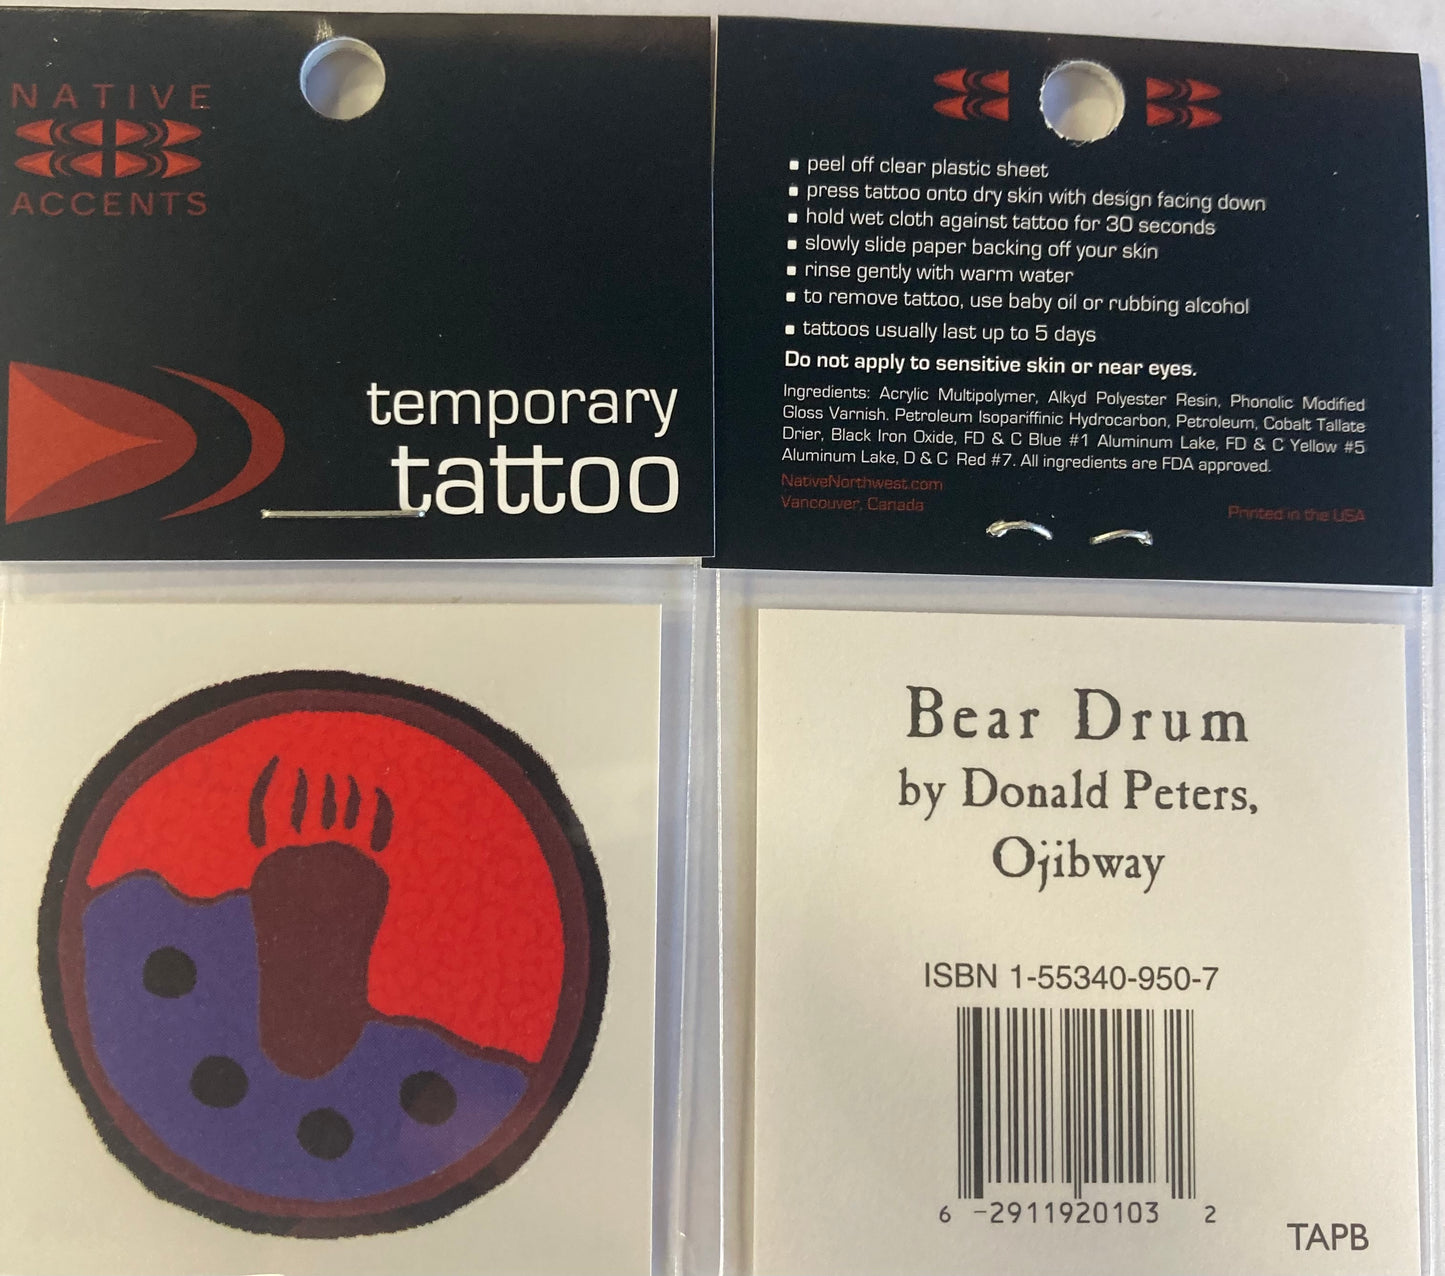 NATIVE
ACCENTS
temporary
tattoo
▪ peel off clear plastic sheet
▪ press tattoo onto dry skin with design facing down
▪ hold wet cloth against tattoo for 30 seconds
▪ slowly slide paper backing off your skin
▪ rinse gently with warm water
▪ to remove tattoo, use baby oil or rubbing alcohol
▪ tattoos usually last up to 5 days
Do not apply to sensitive skin or near eyes.
Ingredients: Acrylic Multipolymer, Alkyd Polyester Resin, Phonolic Modified
Gloss Varnish. Petroleum Isopariffinic Hydrocarbon, Petroleum, Cobalt Tallate
Drier, Black Iron Oxide, FD & C Blue #1 Aluminum Lake, FD & C Yellow #5
Aluminum Lake, D & C Red #7. All ingredients are FDA approved.
NativeNorthwest.com
Vancouver, Canada
Printed in the USA
Bear Drum
by Donald Peters,
Ojibway
ISBN 1-55340-950-7
6 -2911920103 2
TAPB